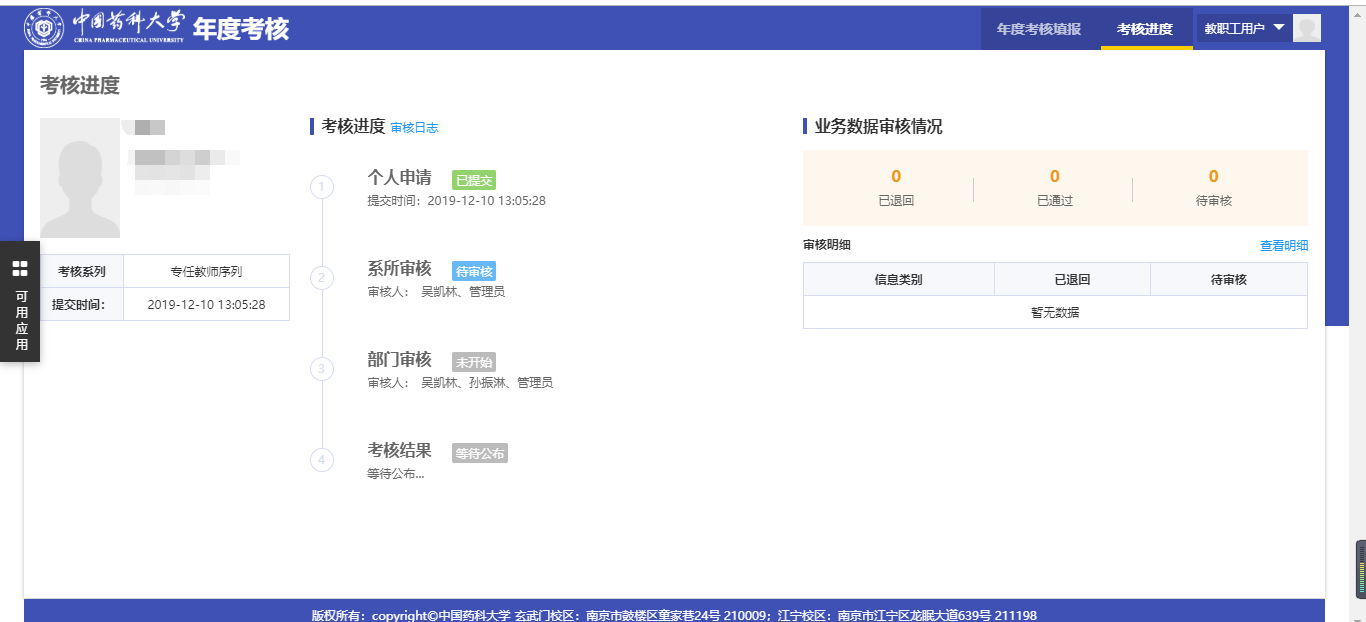 中国药科大学
CHINA PHARMACEUTICAL UNIVERSITY
年度考核
年度考核填报
考核进度
教职工用户
考核进度
考核系列 专任教师序列
提交时间： 2019-12-10 13:05:28
可用应用
考核进度 审核日志
1
个人申请 已提交
提交时间：2019-12-10 13:05:28
2
系所审核 待审核
审核人： 吴凯林、管理员
3
部门审核 未开始
审核人： 吴凯林、孙振淋、管理员
4
考核结果 等待公布
等待公布...
业务数据审核情况
0 0 0
已退回 已通过 待审核
审核明细 查看明细
信息类别 已退回 待审核
暂无数据
版权所有：copyright©中国药科大学 玄武门校区：南京市鼓楼区童家巷24号 210009；江宁校区：南京市江宁区龙眠大道639号 211198